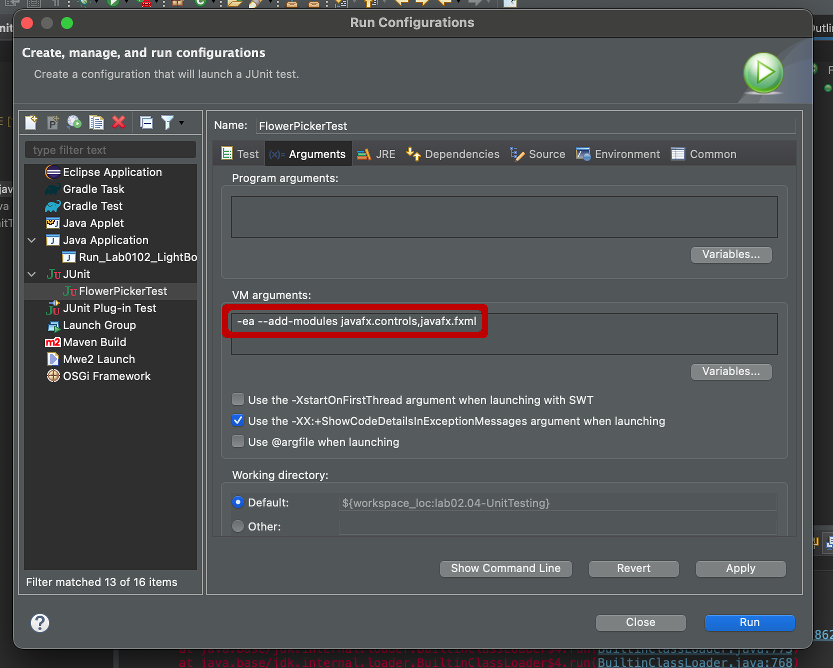 Run Configurations
Create, manage, and run configurations
Create a configuration that will launch a JUnit test.
type filter text
Eclipse Application
Gradle Task
Gradle Test
Java Applet
Java Application
Run_Lab0102_LightBo
JUnit
FlowerPickerTest
JUnit Plug-in Test
Launch Group
Maven Build
Mwe2 Launch
OSGi Framework
Filter matched 13 of 16 items
Name: FlowerPickerTest
Test Arguments JRE Dependencies Source Environment Common
Program arguments:
Variables...
VM arguments:
-ea --add-modules javafx.controls,javafx.fxml
Variables...
Use the -XstartOnFirstThread argument when launching with SWT
Use the -XX:+ShowCodeDetailsInExceptionMessages argument when launching
Use @argfile when launching
Working directory:
Default: ${workspace_loc:lab02.04-UnitTesting}
Other:
Show Command Line Revert Apply
? Close Run
at java.base/jdk.internal.loader.BuiltinClassLoader$4.run(BuiltinClassLoader.java:768)